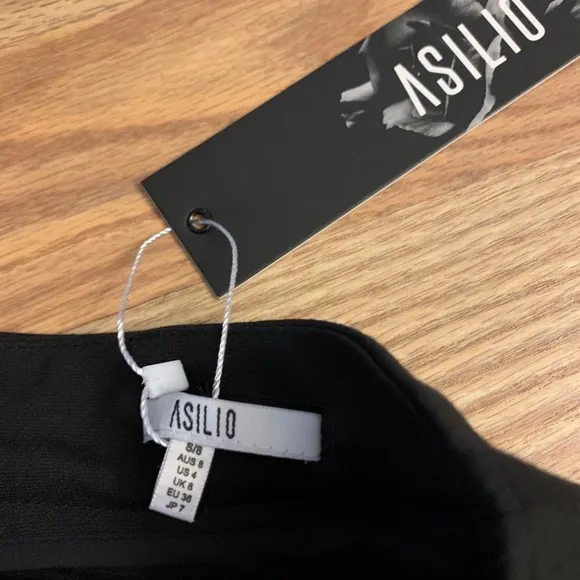 ASILIO
ASILIO
S/8
AUS 8
US 4
UK 8
EU 36
JP 7